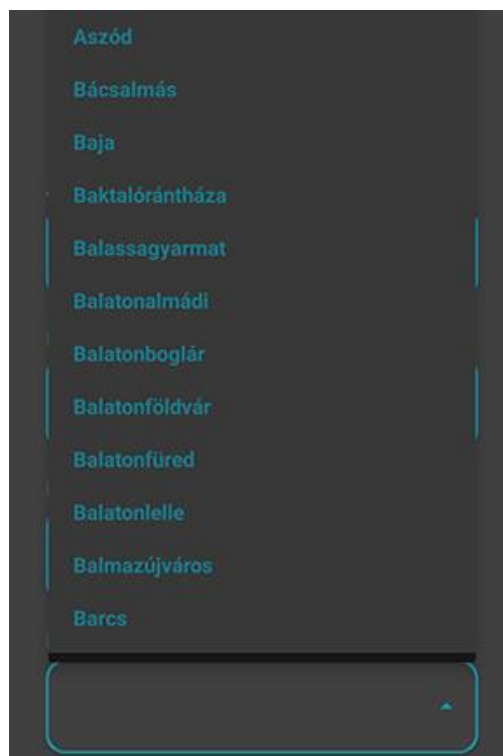 Aszód
Bácsalmás
Baja
Baktalórántháza
Balassagyarmat
Balatonalmádi
Balatonboglár
Balatonföldvár
Balatonfüred
Balatonlelle
Balmazújváros
Barcs